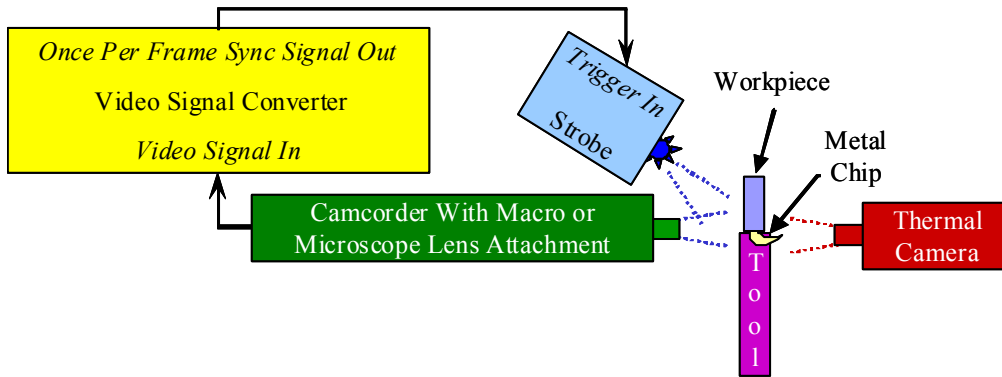 Once Per Frame Sync Signal Out
Video Signal Converter
Video Signal In
Trigger In
Strobe
Workpiece
Metal
Chip
Camcorder With Macro or
Microscope Lens Attachment
Thermal
Camera
Tool